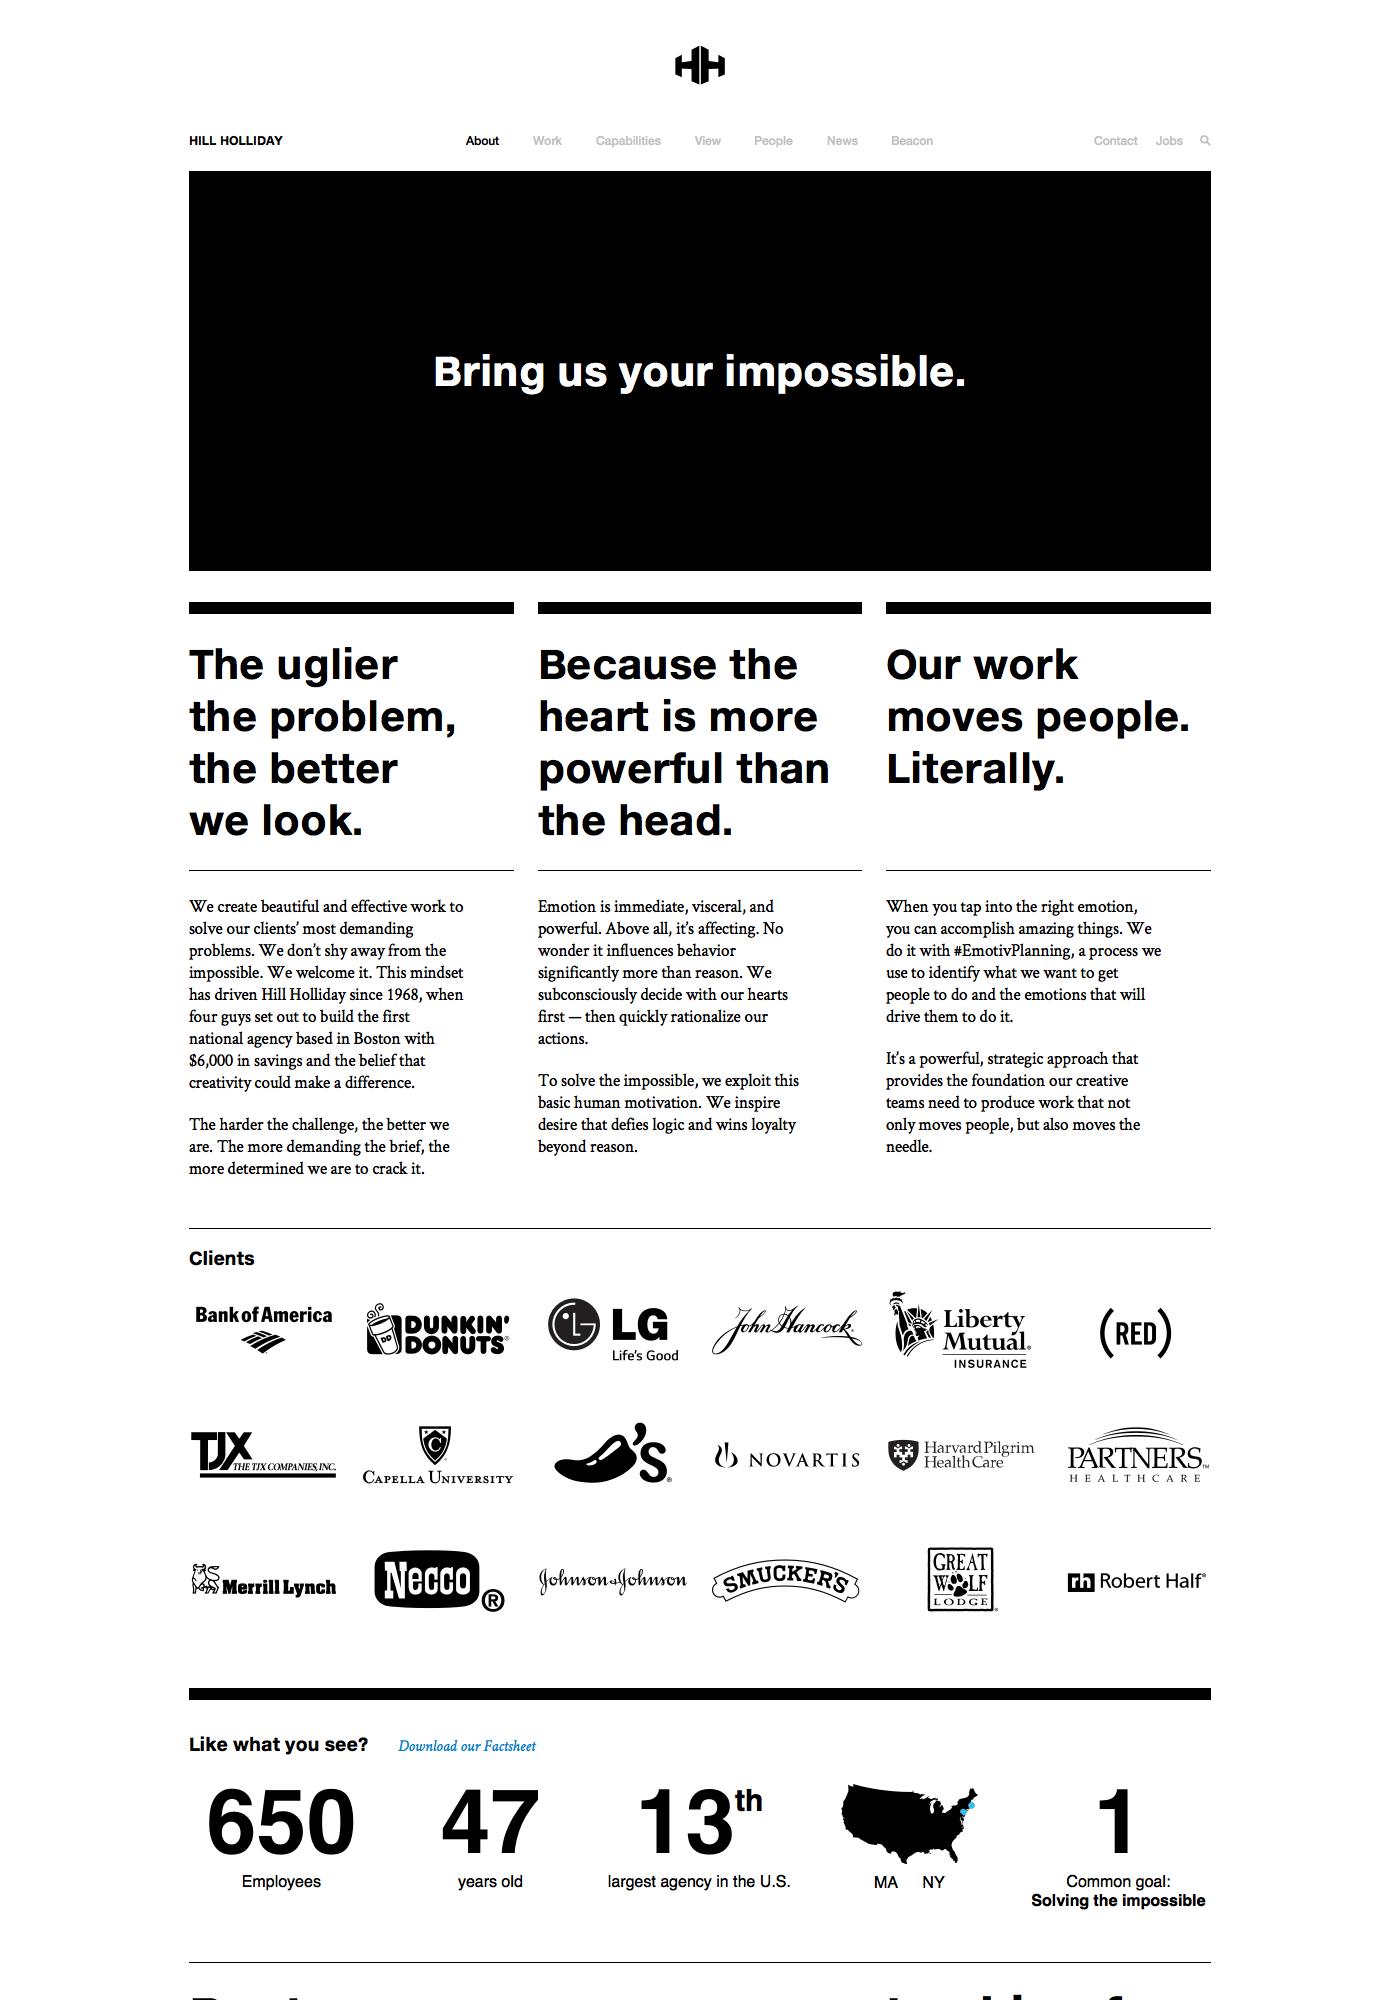 HH
HILL HOLLIDAY
About Work Capabilities View People News Beacon
Contact Jobs
Bring us your impossible.
The uglier
the problem,
the better
we look.
We create beautiful and effective work to
solve our clients’ most demanding
problems. We don’t shy away from the
impossible. We welcome it. This mindset
has driven Hill Holliday since 1968, when
four guys set out to build the first
national agency based in Boston with
$6,000 in savings and the belief that
creativity could make a difference.
The harder the challenge, the better we
are. The more demanding the brief, the
more determined we are to crack it.
Because the
heart is more
powerful than
the head.
Emotion is immediate, visceral, and
powerful. Above all, it’s affecting. No
wonder it influences behavior
significantly more than reason. We
subconsciously decide with our hearts
first — then quickly rationalize our
actions.
To solve the impossible, we exploit this
basic human motivation. We inspire
desire that defies logic and wins loyalty
beyond reason.
Our work
moves people.
Literally.
When you tap into the right emotion,
you can accomplish amazing things. We
do it with #EmotivPlanning, a process we
use to identify what we want to get
people to do and the emotions that will
drive them to do it.
It’s a powerful, strategic approach that
provides the foundation our creative
teams need to produce work that not
only moves people, but also moves the
needle.
Clients
Bank of America
DD
DUNKIN’
DONUTS®
LG
LG
Life’s Good
John Hancock
Liberty
Mutual®
INSURANCE
(RED)
TJX
THE TJX COMPANIES, INC.
C
CAPELLA UNIVERSITY
’S®
NOVARTIS
Harvard Pilgrim
Health Care
PARTNERS™
HEALTHCARE
Merrill Lynch
Necco®
Johnson & Johnson
SMUCKER’S
GREAT
WOLF
LODGE®
rh Robert Half®
Like what you see? Download our Factsheet
650
Employees
47
years old
13th
largest agency in the U.S.
MA NY
1
Common goal:
Solving the impossible